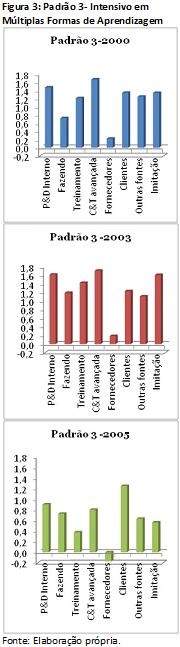 Figura 3: Padrão 3- Intensivo em
Múltiplas Formas de Aprendizagem
Padrão 3-2000
1,8
1,6
1,4
1,2
1,0
0,8
0,6
0,4
0,2
0,0
-0,2
P&D Interno
Fazendo
Treinamento
C&T avançada
Fornecedores
Clientes
Outras fontes
Imitação
Padrão 3 -2003
1,8
1,6
1,4
1,2
1,0
0,8
0,6
0,4
0,2
0,0
-0,2
P&D Interno
Fazendo
Treinamento
C&T avançada
Fornecedores
Clientes
Outras fontes
Imitação
Padrão 3 -2005
1,8
1,6
1,4
1,2
1,0
0,8
0,6
0,4
0,2
0,0
-0,2
P&D Interno
Fazendo
Treinamento
C&T avançada
Fornecedores
Clientes
Outras fontes
Imitação
Fonte: Elaboração própria.